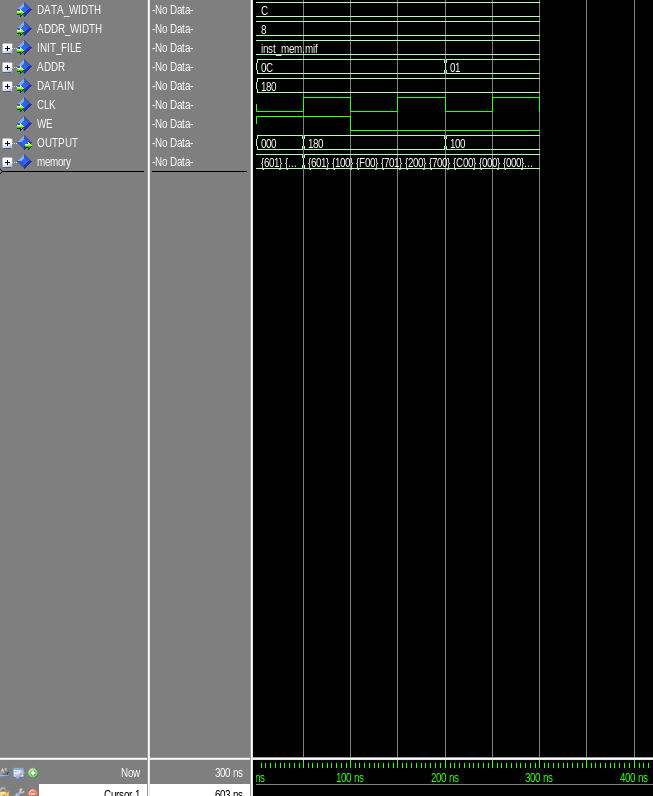 DATA_WIDTH -No Data- C
ADDR_WIDTH -No Data- 8
INIT_FILE -No Data- inst_mem.mif
ADDR -No Data- 0C 01
DATAIN -No Data- 180
CLK -No Data-
WE -No Data-
OUTPUT -No Data- 000 180 100
memory -No Data- {601} {... {601} {100} {F00} {701} {200} {700} {C00} {000} {000}...
Now 300 ns ns 100 ns 200 ns 300 ns 400 ns
Cursor 1 603 ns